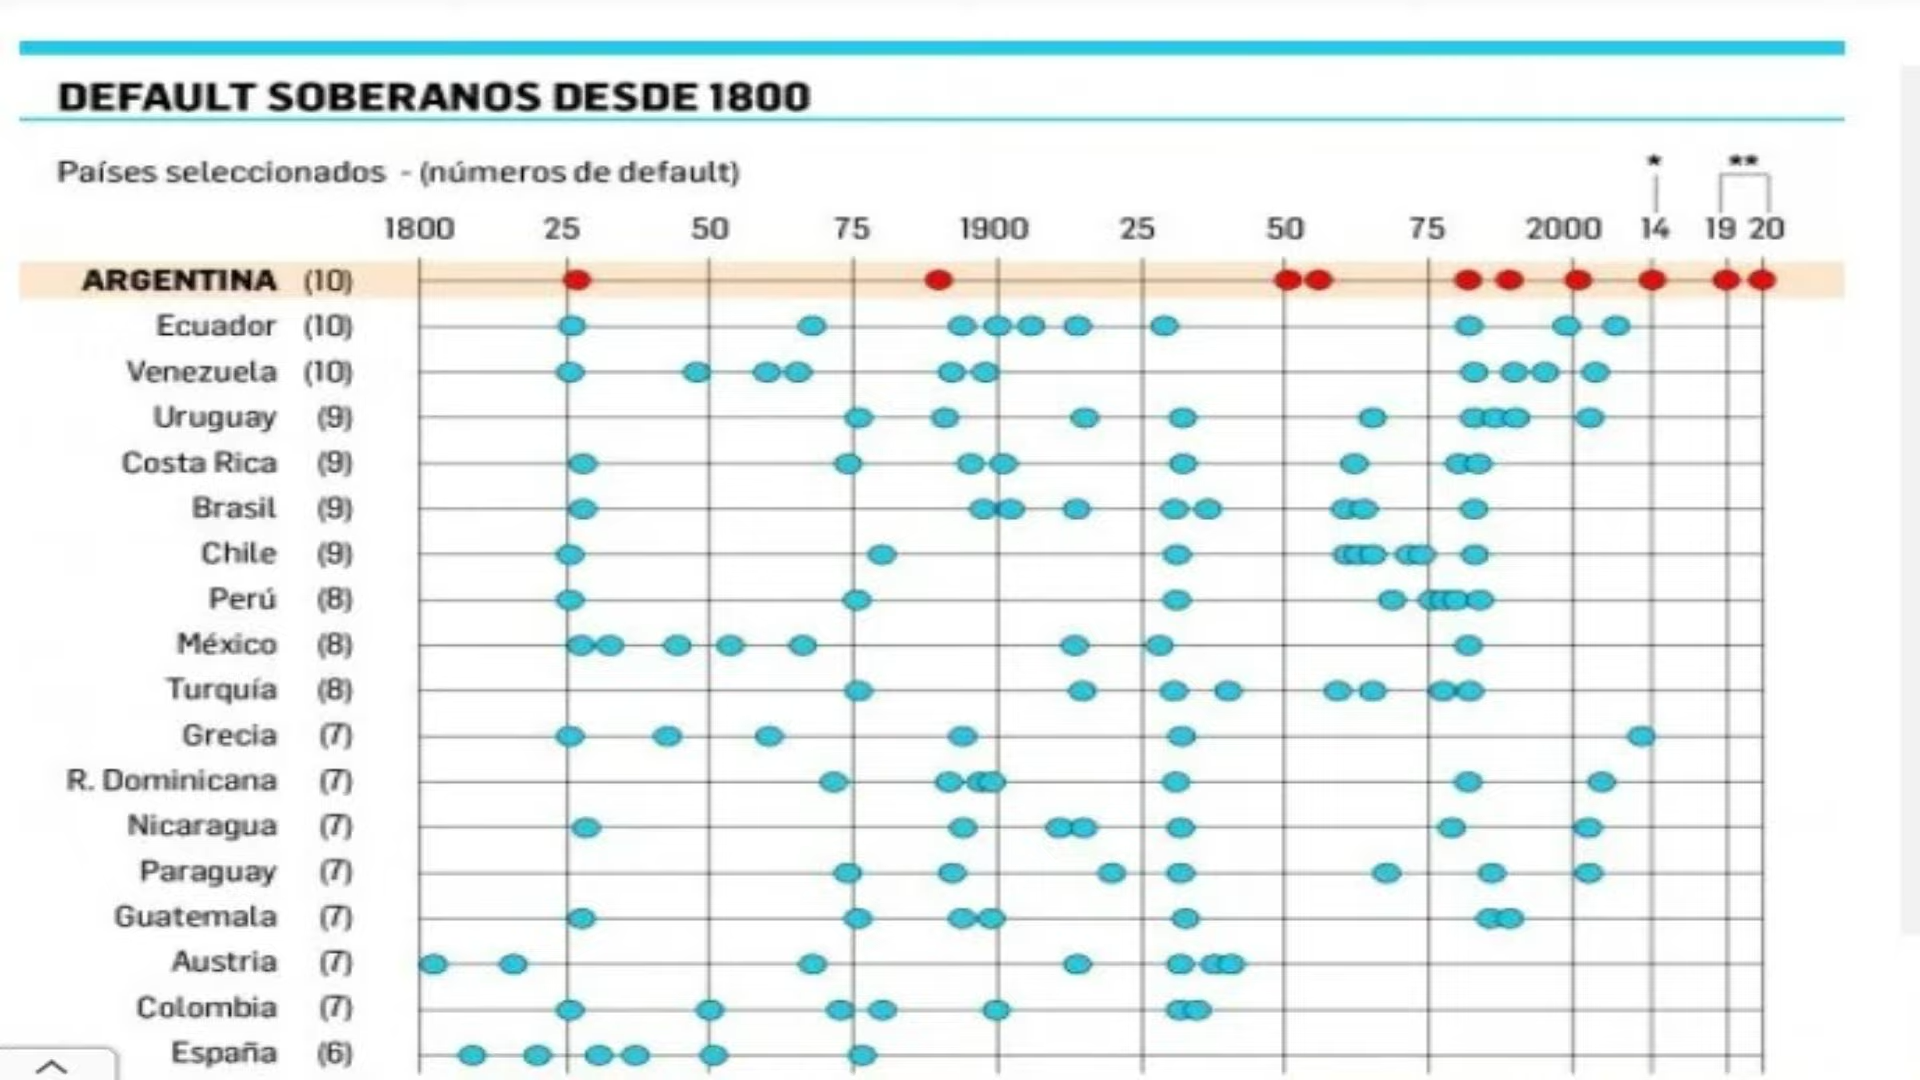 DEFAULT SOBERANOS DESDE 1800
Países seleccionados - (números de default)
* **
1800 25 50 75 1900 25 50 75 2000 14 19 20
ARGENTINA (10)
Ecuador (10)
Venezuela (10)
Uruguay (9)
Costa Rica (9)
Brasil (9)
Chile (9)
Perú (8)
México (8)
Turquía (8)
Grecia (7)
R. Dominicana (7)
Nicaragua (7)
Paraguay (7)
Guatemala (7)
Austria (7)
Colombia (7)
España (6)